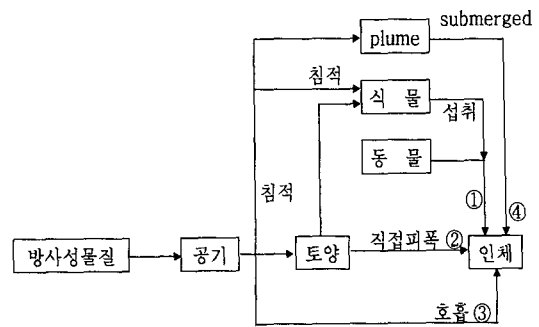 submerged
plume
침적
식 물
섭취
동 물
침적
① ④
직접피폭 ②
방사성물질
공기
토양
인체
호흡 ③